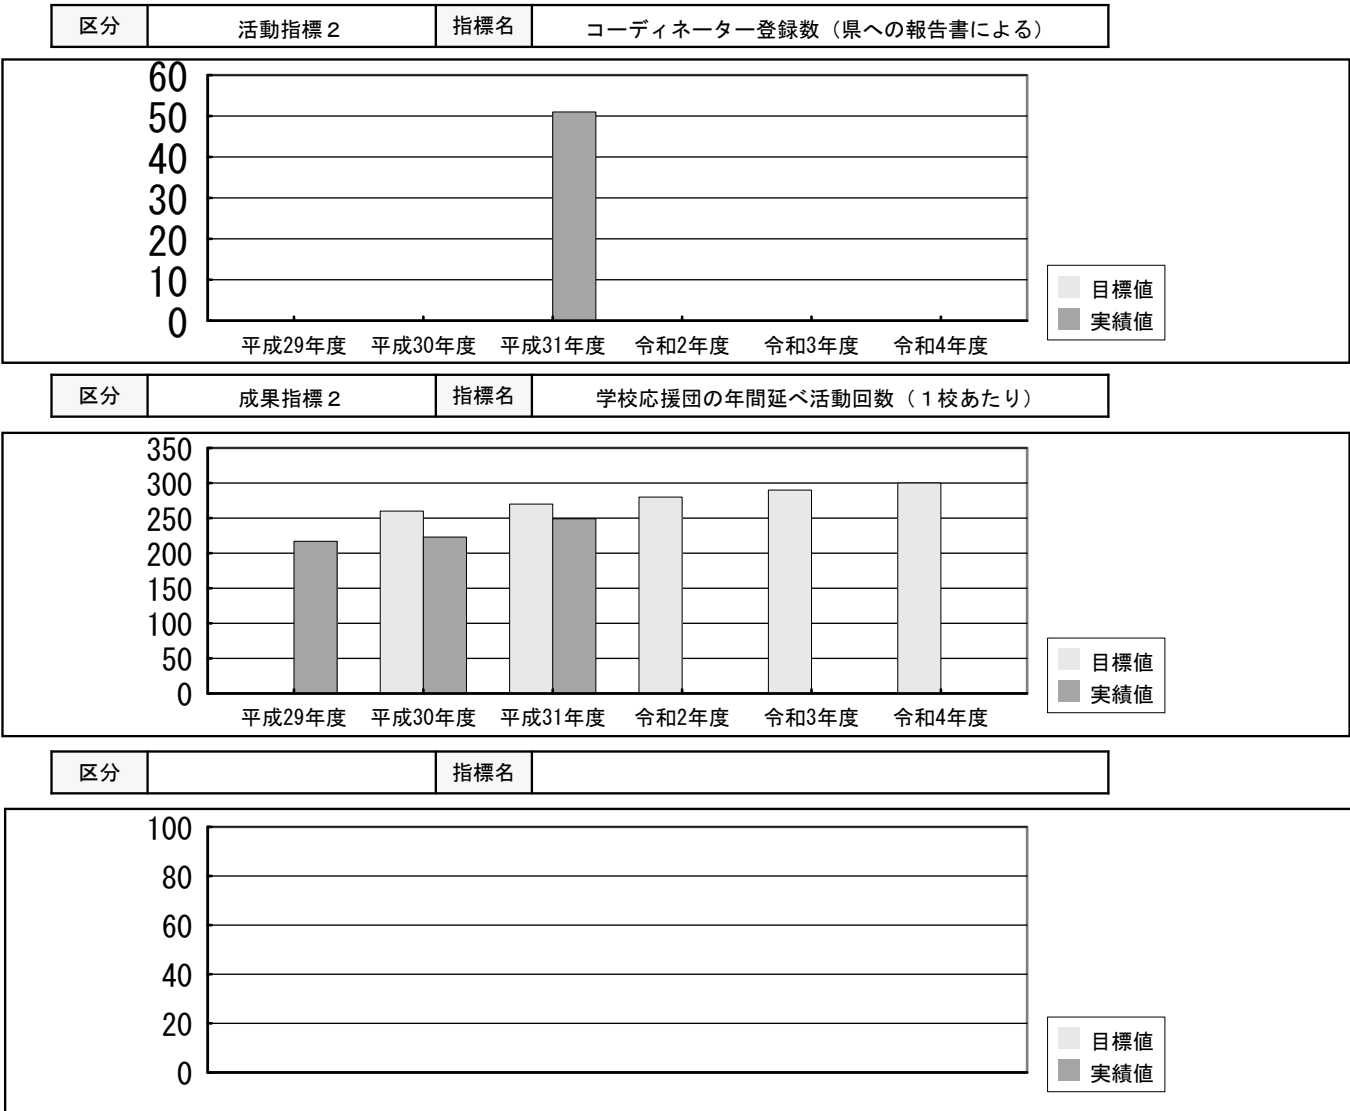 区分 活動指標２ 指標名 コーディネーター登録数（県への報告書による）
60
50
40
30
20
10
0
平成29年度 平成30年度 平成31年度 令和2年度 令和3年度 令和4年度
目標値
実績値
区分 成果指標２ 指標名 学校応援団の年間延べ活動回数（１校あたり）
350
300
250
200
150
100
50
0
平成29年度 平成30年度 平成31年度 令和2年度 令和3年度 令和4年度
目標値
実績値
区分 指標名
100
80
60
40
20
0
目標値
実績値